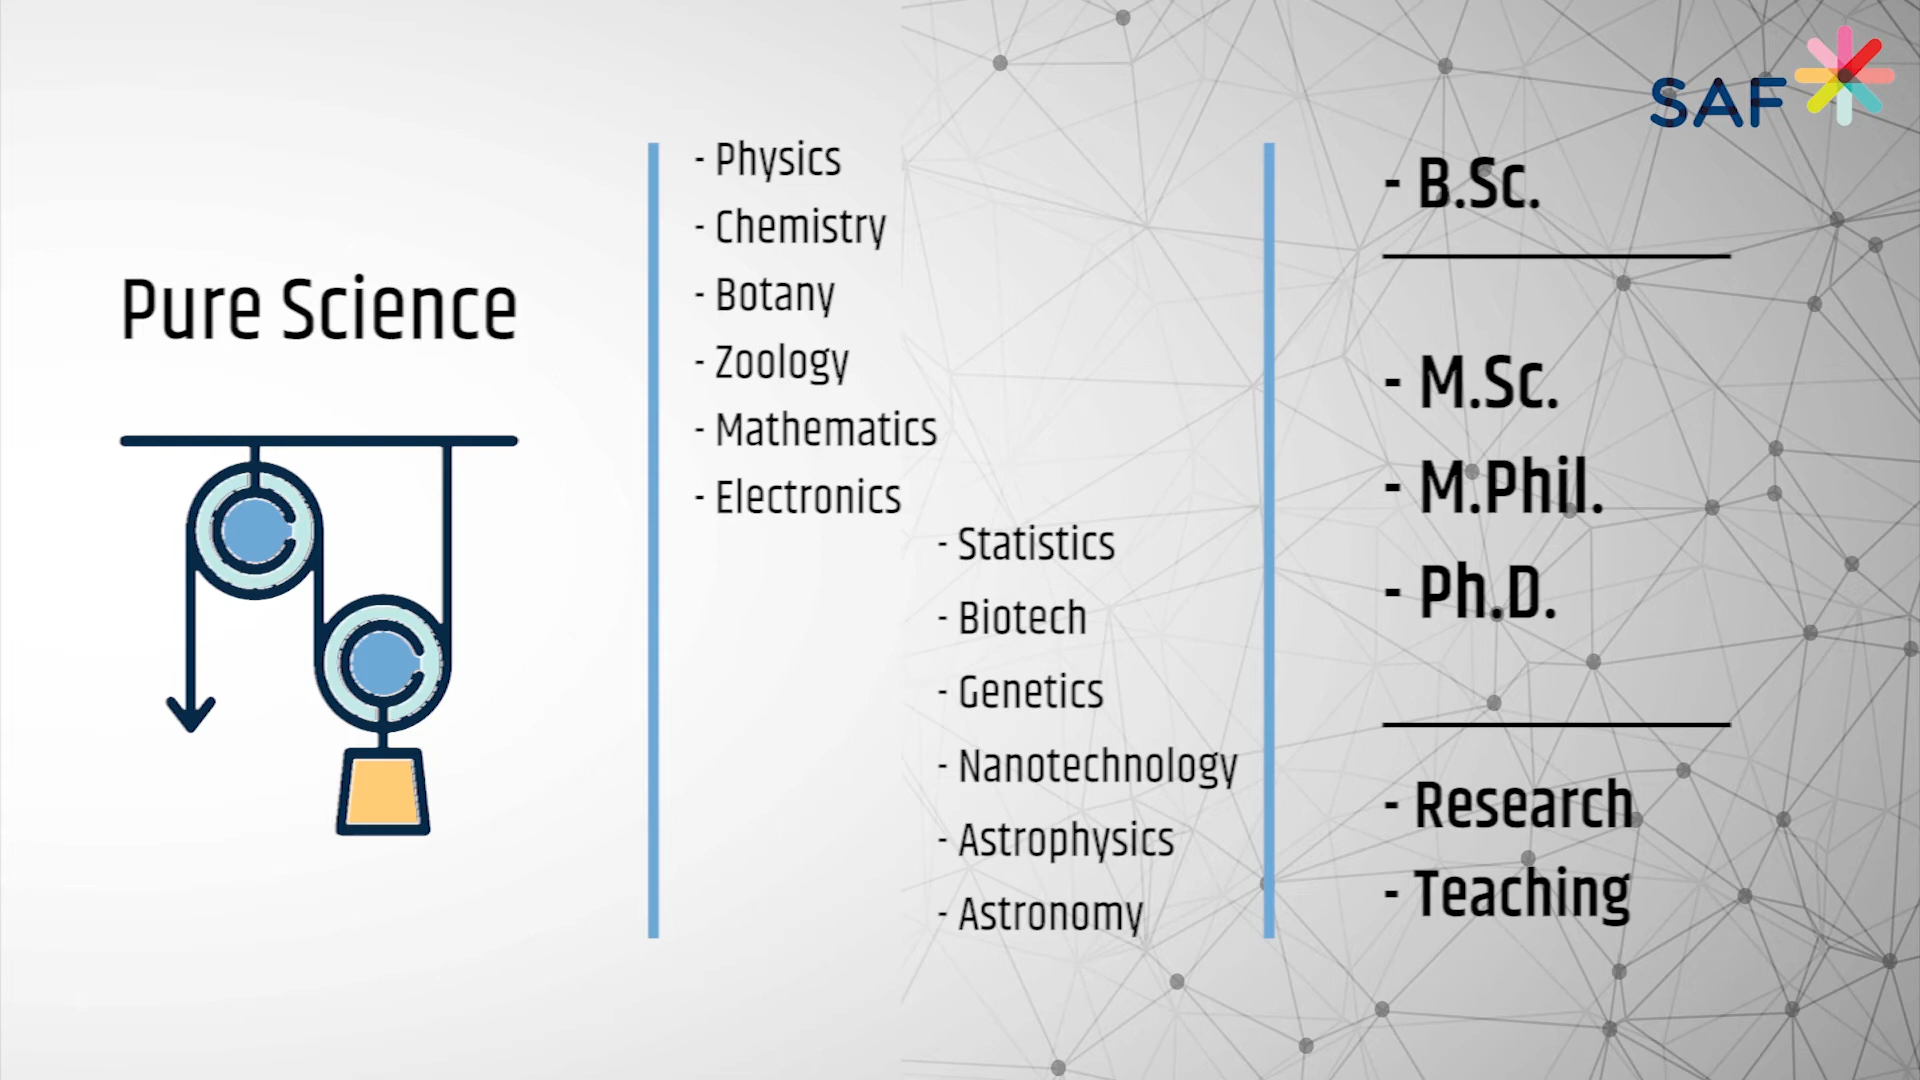 SAF
Pure Science
- Physics
- Chemistry
- Botany
- Zoology
- Mathematics
- Electronics
- Statistics
- Biotech
- Genetics
- Nanotechnology
- Astrophysics
- Astronomy
- B.Sc.
- M.Sc.
- M.Phil.
- Ph.D.
- Research
- Teaching